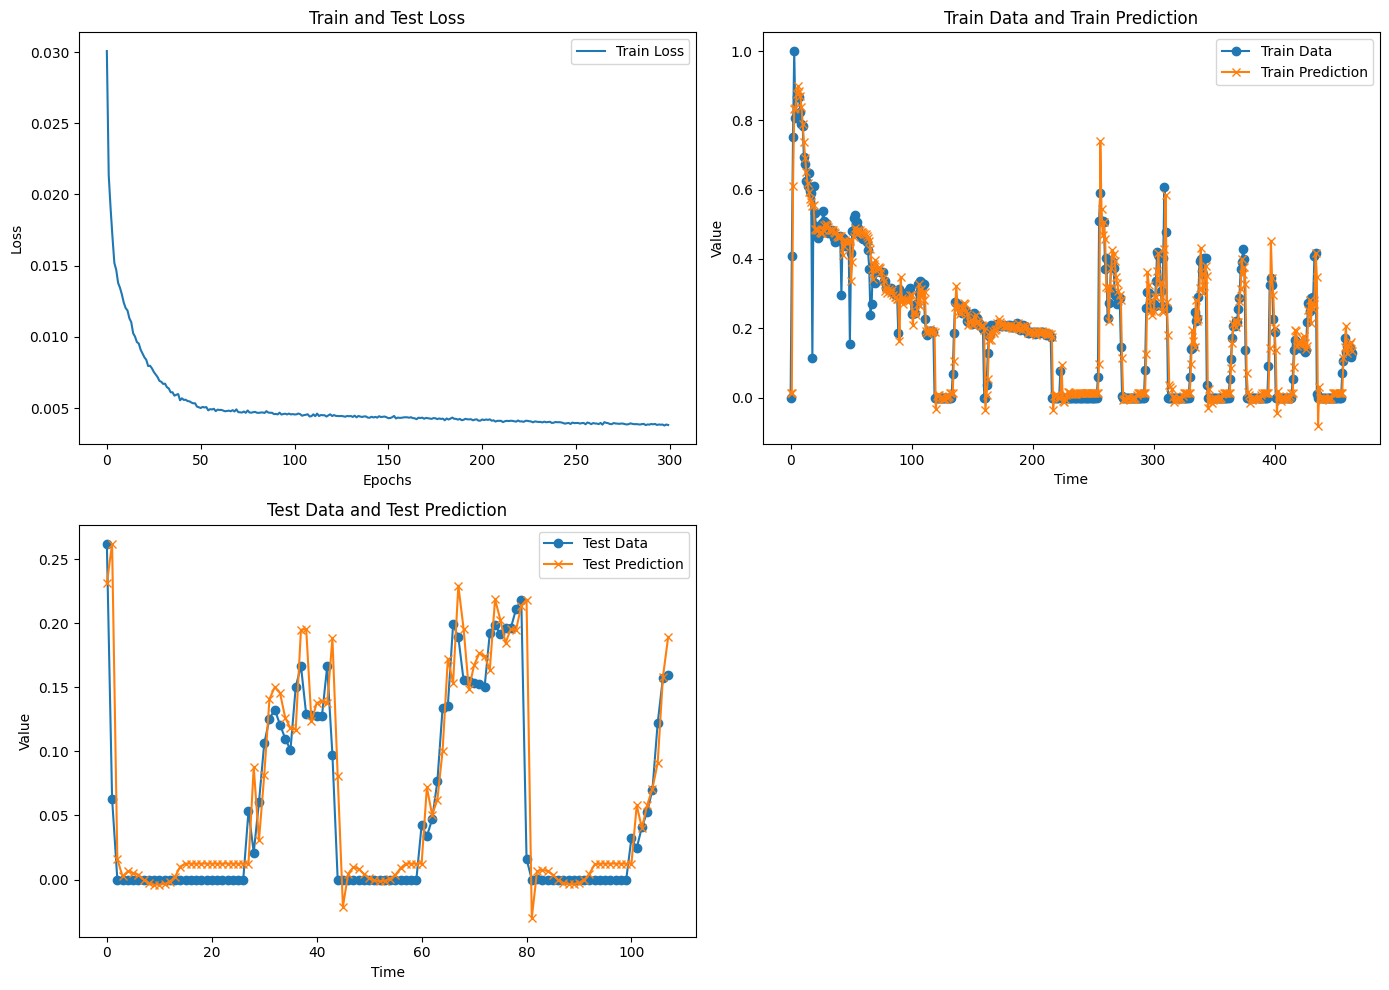 Train and Test Loss
Train Loss
0.030
0.025
0.020
0.015
0.010
0.005
Loss
0 50 100 150 200 250 300
Epochs
Train Data and Train Prediction
Train Data
Train Prediction
1.0
0.8
0.6
0.4
0.2
0.0
Value
0 100 200 300 400
Time
Test Data and Test Prediction
Test Data
Test Prediction
0.25
0.20
0.15
0.10
0.05
0.00
Value
0 20 40 60 80 100
Time